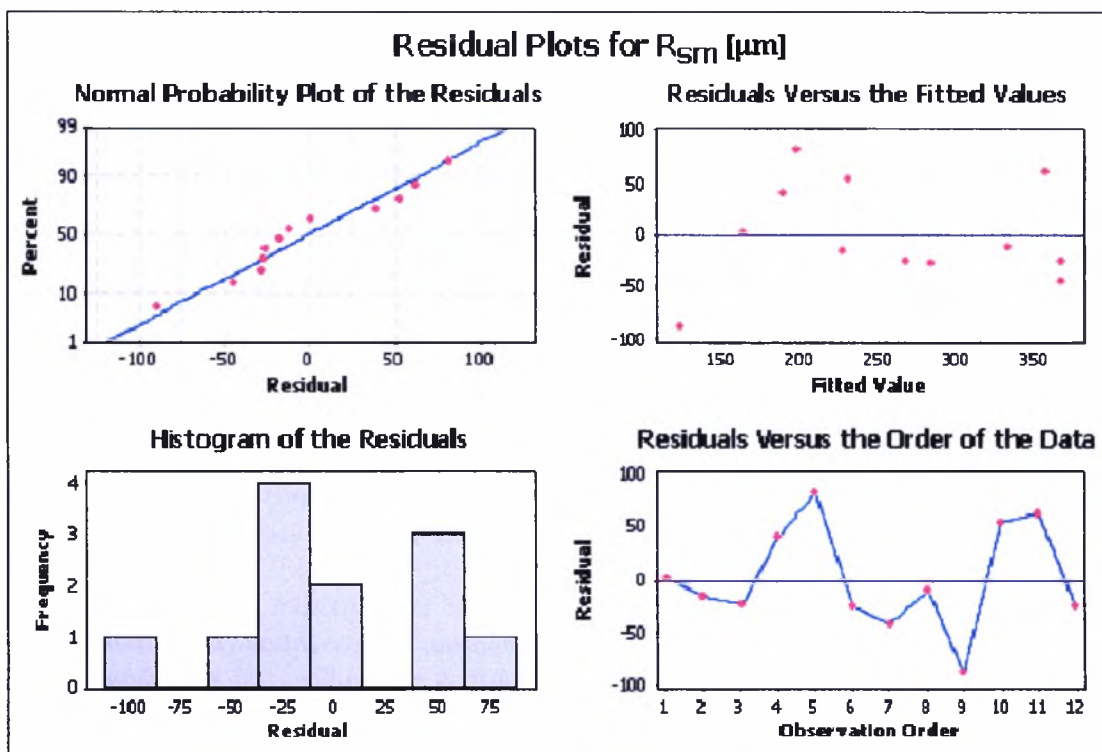 Residual Plots for Rsm [µm]
Normal Probability Plot of the Residuals
99
90
50
10
1
Percent
-100 -50 0 50 100
Residual
Residuals Versus the Fitted Values
100
50
0
-50
-100
Residual
150 200 250 300 350
Fitted Value
Histogram of the Residuals
4
3
2
1
0
Frequency
-100 -75 -50 -25 0 25 50 75
Residual
Residuals Versus the Order of the Data
100
50
0
-50
-100
Residual
1 2 3 4 5 6 7 8 9 10 11 12
Observation Order